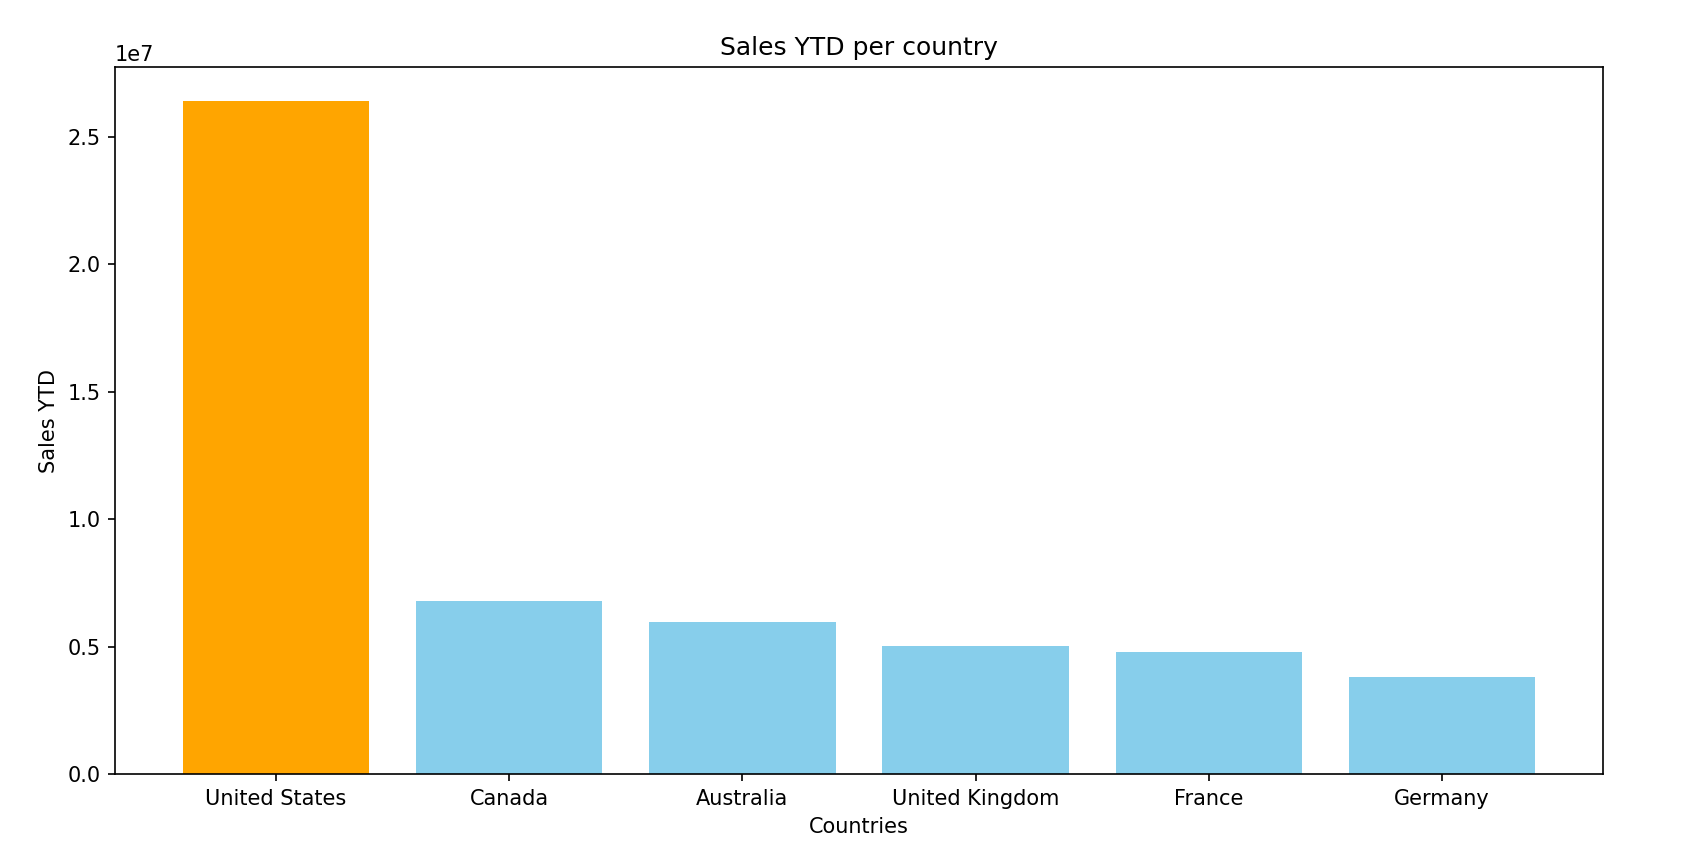 Sales YTD per country
1e7
2.5
2.0
1.5
1.0
0.5
0.0
Sales YTD
United States
Canada
Australia
United Kingdom
France
Germany
Countries